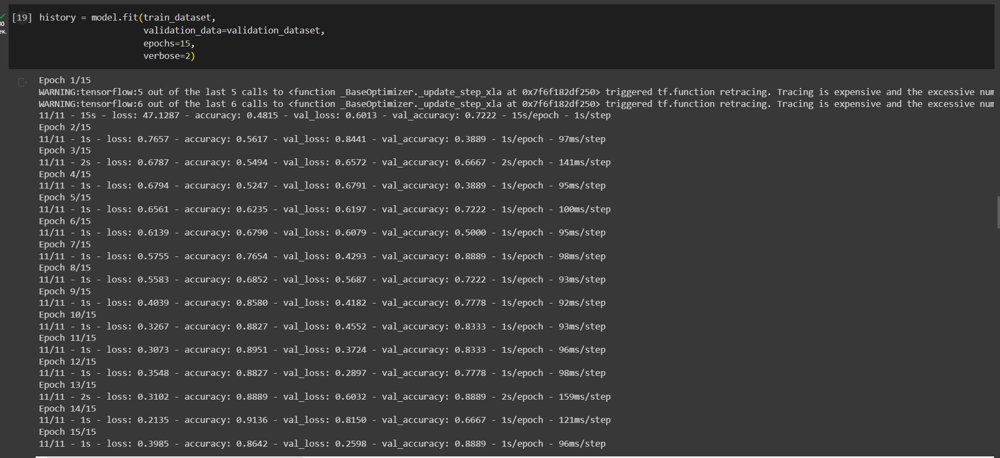 [19] history = model.fit(train_dataset,
validation_data=validation_dataset,
epochs=15,
verbose=2)
Epoch 1/15
WARNING:tensorflow:5 out of the last 5 calls to <function _BaseOptimizer._update_step_xla at 0x7f6f182df250> triggered tf.function retracing. Tracing is expensive and the excessive num
WARNING:tensorflow:6 out of the last 6 calls to <function _BaseOptimizer._update_step_xla at 0x7f6f182df250> triggered tf.function retracing. Tracing is expensive and the excessive num
11/11 - 15s - loss: 47.1287 - accuracy: 0.4815 - val_loss: 0.6013 - val_accuracy: 0.7222 - 15s/epoch - 1s/step
Epoch 2/15
11/11 - 1s - loss: 0.7657 - accuracy: 0.5617 - val_loss: 0.8441 - val_accuracy: 0.3889 - 1s/epoch - 97ms/step
Epoch 3/15
11/11 - 2s - loss: 0.6787 - accuracy: 0.5494 - val_loss: 0.6572 - val_accuracy: 0.6667 - 2s/epoch - 141ms/step
Epoch 4/15
11/11 - 1s - loss: 0.6794 - accuracy: 0.5247 - val_loss: 0.6791 - val_accuracy: 0.3889 - 1s/epoch - 95ms/step
Epoch 5/15
11/11 - 1s - loss: 0.6561 - accuracy: 0.6235 - val_loss: 0.6197 - val_accuracy: 0.7222 - 1s/epoch - 100ms/step
Epoch 6/15
11/11 - 1s - loss: 0.6139 - accuracy: 0.6790 - val_loss: 0.6079 - val_accuracy: 0.5000 - 1s/epoch - 95ms/step
Epoch 7/15
11/11 - 1s - loss: 0.5755 - accuracy: 0.7654 - val_loss: 0.4293 - val_accuracy: 0.8889 - 1s/epoch - 98ms/step
Epoch 8/15
11/11 - 1s - loss: 0.5583 - accuracy: 0.6852 - val_loss: 0.5687 - val_accuracy: 0.7222 - 1s/epoch - 93ms/step
Epoch 9/15
11/11 - 1s - loss: 0.4039 - accuracy: 0.8580 - val_loss: 0.4182 - val_accuracy: 0.7778 - 1s/epoch - 92ms/step
Epoch 10/15
11/11 - 1s - loss: 0.3267 - accuracy: 0.8827 - val_loss: 0.4552 - val_accuracy: 0.8333 - 1s/epoch - 93ms/step
Epoch 11/15
11/11 - 1s - loss: 0.3073 - accuracy: 0.8951 - val_loss: 0.3724 - val_accuracy: 0.8333 - 1s/epoch - 96ms/step
Epoch 12/15
11/11 - 1s - loss: 0.3548 - accuracy: 0.8827 - val_loss: 0.2897 - val_accuracy: 0.7778 - 1s/epoch - 98ms/step
Epoch 13/15
11/11 - 2s - loss: 0.3102 - accuracy: 0.8889 - val_loss: 0.6032 - val_accuracy: 0.8889 - 2s/epoch - 159ms/step
Epoch 14/15
11/11 - 1s - loss: 0.2135 - accuracy: 0.9136 - val_loss: 0.8150 - val_accuracy: 0.6667 - 1s/epoch - 121ms/step
Epoch 15/15
11/11 - 1s - loss: 0.3985 - accuracy: 0.8642 - val_loss: 0.2598 - val_accuracy: 0.8889 - 1s/epoch - 96ms/step